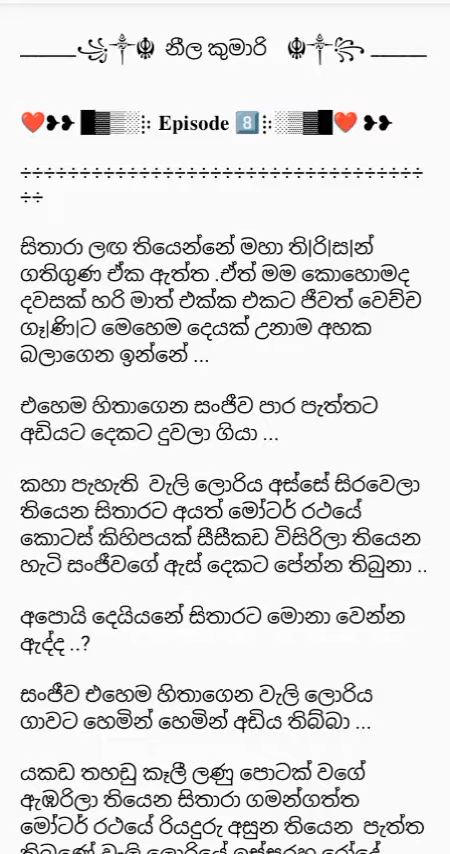 _____꧁༒☬ නීල කුමාරි ☬༒꧂ _____
❤️❥❥ █▓▒░⡷⠂ Episode 8️⃣⠐⢾░▒▓█❤️ ❥❥
÷÷÷÷÷÷÷÷÷÷÷÷÷÷÷÷÷÷÷÷÷÷÷÷÷÷÷÷÷÷÷÷÷÷
÷÷
සිතාරා ලඟ තියෙන්නේ මහා ති|රි|ස|න්
ගතිගුණ ඒක ඇත්ත .ඒත් මම කොහොමද
දවසක් හරි මාත් එක්ක එකට ජීවත් වෙච්ච
ගෑ|ණි|ට මෙහෙම දෙයක් උනාම අහක
බලාගෙන ඉන්නේ ...
එහෙම හිතාගෙන සංජීව පාර පැත්තට
අඩියට දෙකට දුවලා ගියා ...
කහා පැහැති වැලි ලොරිය අස්සේ සිරවෙලා
තියෙන සිතාරට අයත් මෝටර් රථයේ
කොටස් කිහිපයක් සීසීකඩ විසිරිලා තියෙන
හැටි සංජීවගේ ඇස් දෙකට පේන්න තිබුනා ..
අපොයි දෙයියනේ සිතාරට මොනා වෙන්න
ඇද්ද ..?
සංජීව එහෙම හිතාගෙන වැලි ලොරිය
ගාවට හෙමින් හෙමින් අඩිය තිබ්බා ...
යකඩ තහඩු කෑලී ලණු පොටක් වගේ
ඇඹරිලා තියෙන සිතාරා ගමන්ගත්ත
මෝටර් රථයේ රියදුරු අසුන තියෙන පැත්ත